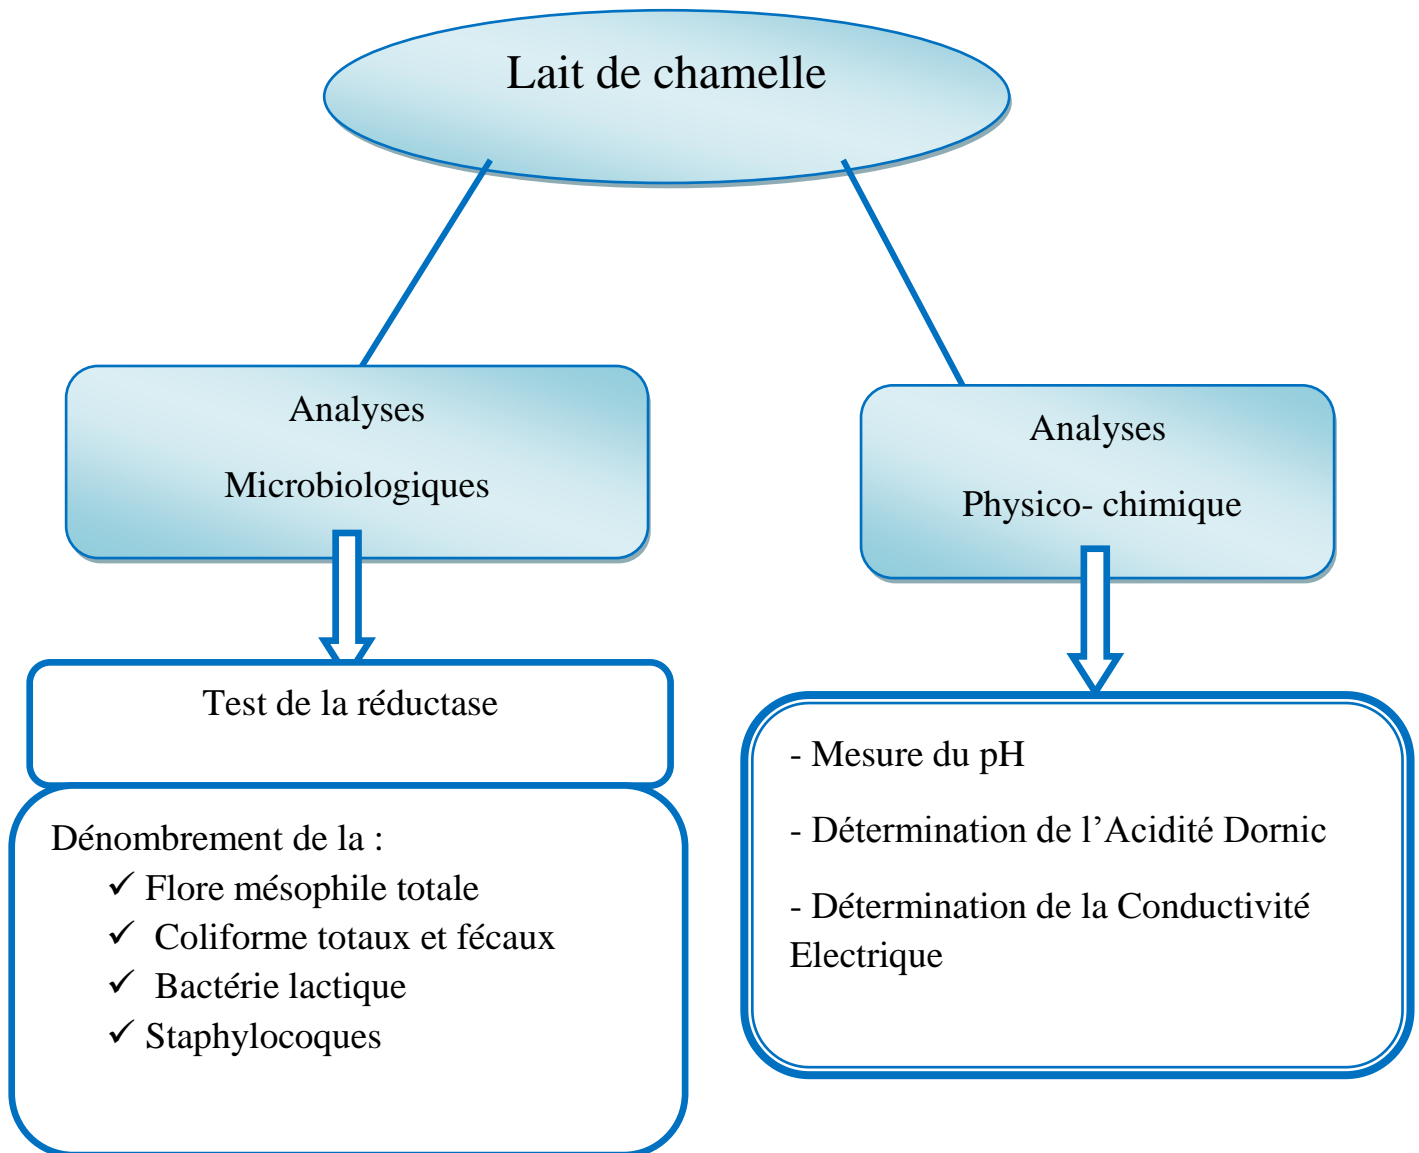 Lait de chamelle
Analyses
Microbiologiques
Analyses
Physico- chimique
Test de la réductase
Dénombrement de la :
✓ Flore mésophile totale
✓ Coliforme totaux et fécaux
✓ Bactérie lactique
✓ Staphylocoques
- Mesure du pH
- Détermination de l’Acidité Dornic
- Détermination de la Conductivité
Electrique